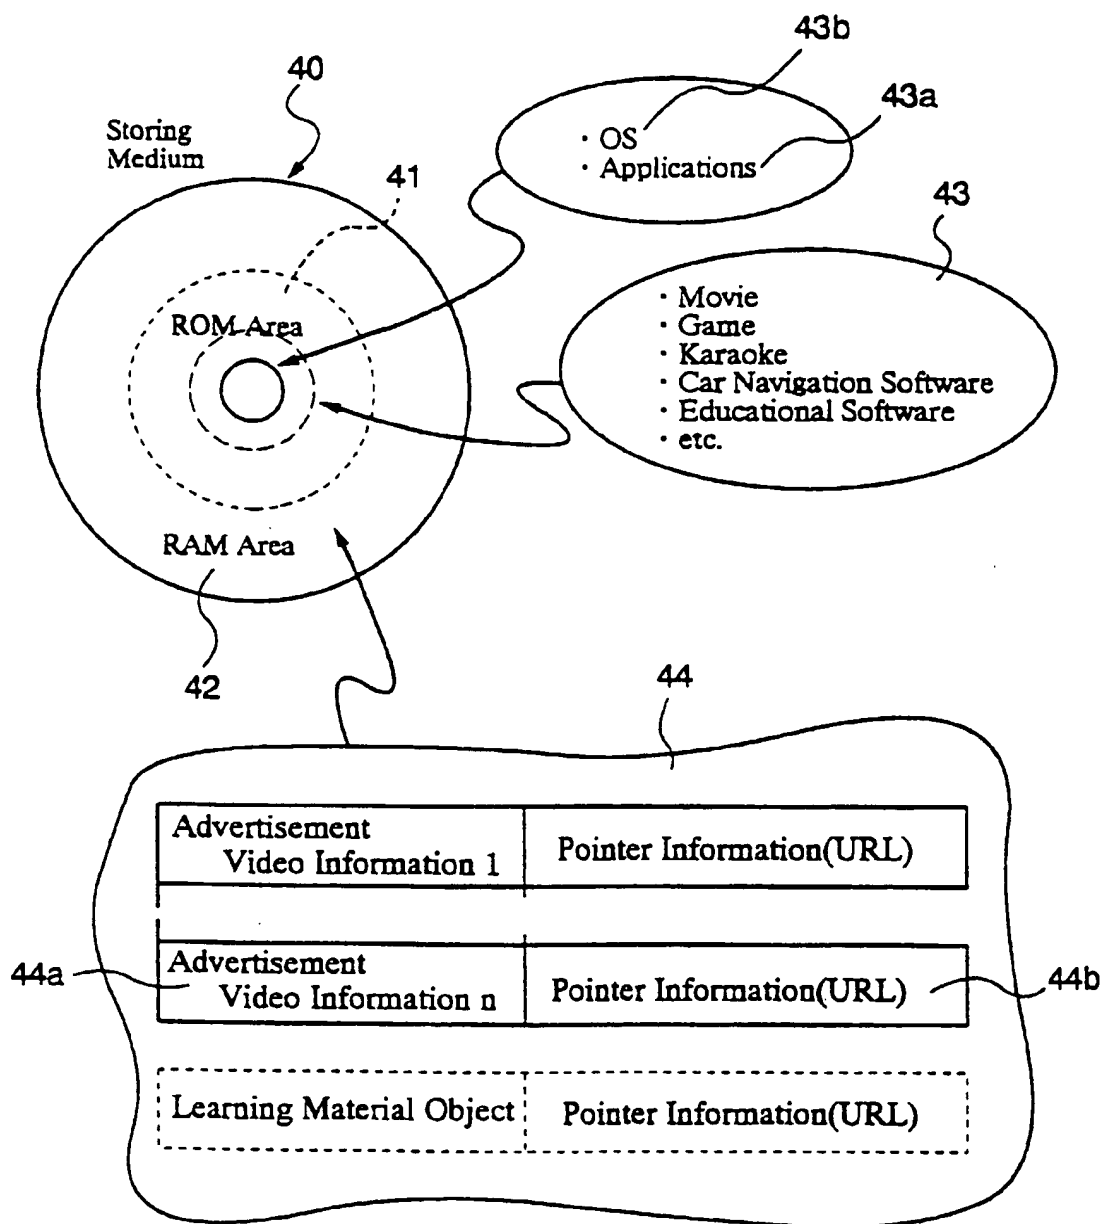 43b
40
43a
Storing
Medium
· OS
· Applications
41
43
ROM Area
· Movie
· Game
· Karaoke
· Car Navigation Software
· Educational Software
· etc.
RAM Area
42
44
Advertisement
Video Information 1
Pointer Information(URL)
44a
Advertisement
Video Information n
Pointer Information(URL)
44b
Learning Material Object
Pointer Information(URL)